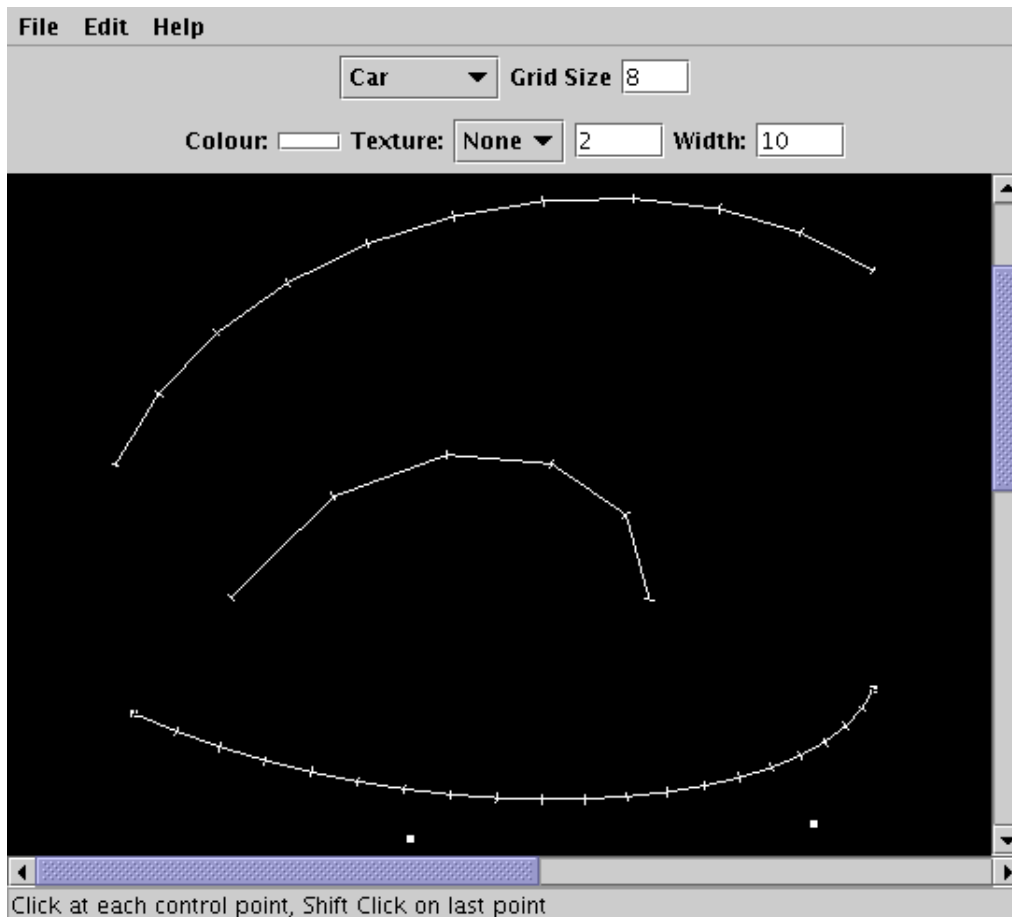 File Edit Help
Car Grid Size 8
Colour: Texture: None 2 Width: 10
Click at each control point, Shift Click on last point